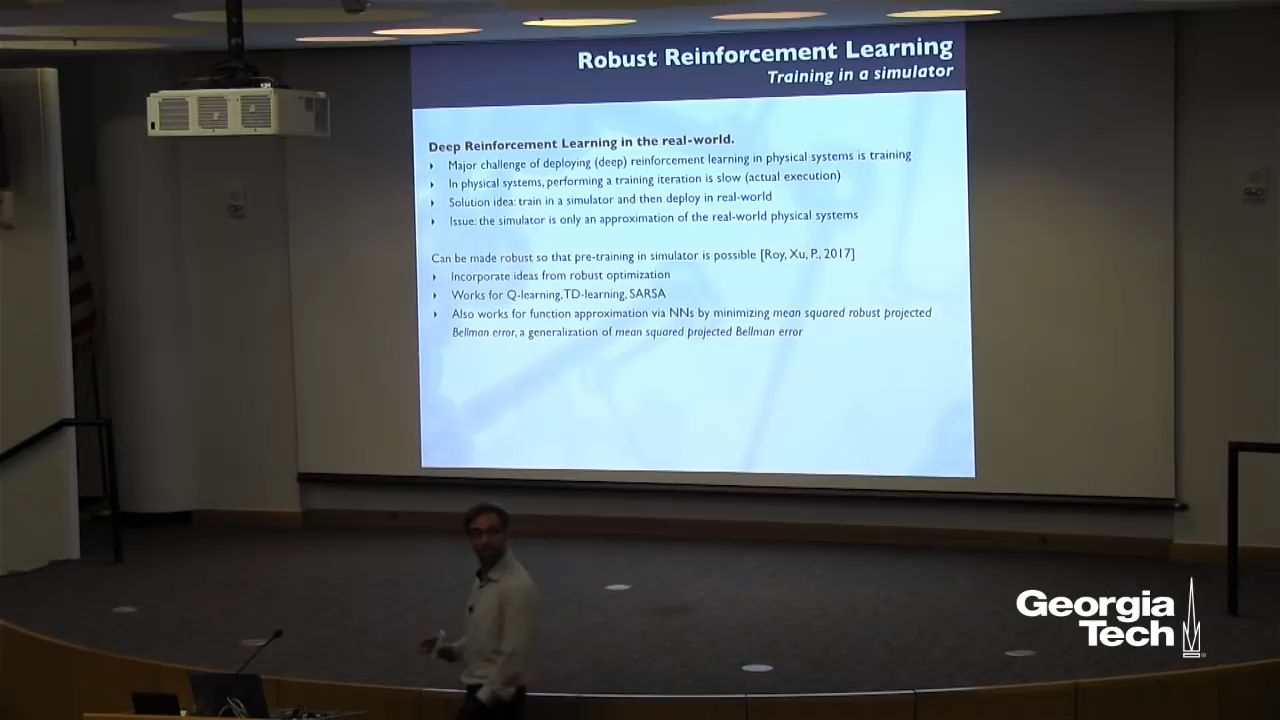 Robust Reinforcement Learning
Training in a simulator
Deep Reinforcement Learning in the real-world.
Major challenge of deploying (deep) reinforcement learning in physical systems is training
In physical systems, performing a training iteration is slow (actual execution)
Solution idea: train in a simulator and then deploy in real-world
Issue: the simulator is only an approximation of the real-world physical systems
Can be made robust so that pre-training in simulator is possible [Roy, Xu, P., 2017]
Incorporate ideas from robust optimization
Works for Q-learning, TD-learning, SARSA
Also works for function approximation via NNs by minimizing mean squared robust projected
Bellman error, a generalization of mean squared projected Bellman error
Georgia
Tech